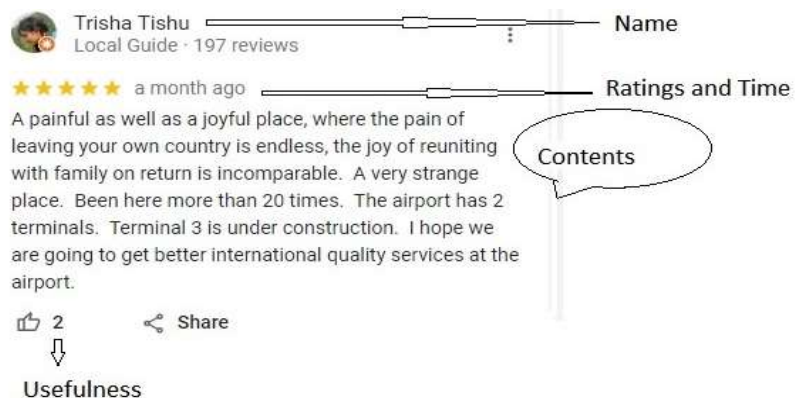 Trisha Tishu
Name
Local Guide · 197 reviews
a month ago
Ratings and Time
A painful as well as a joyful place, where the pain of
leaving your own country is endless, the joy of reuniting
with family on return is incomparable. A very strange
place. Been here more than 20 times. The airport has 2
terminals. Terminal 3 is under construction. I hope we
are going to get better international quality services at the
airport.
Contents
2
Share
Usefulness